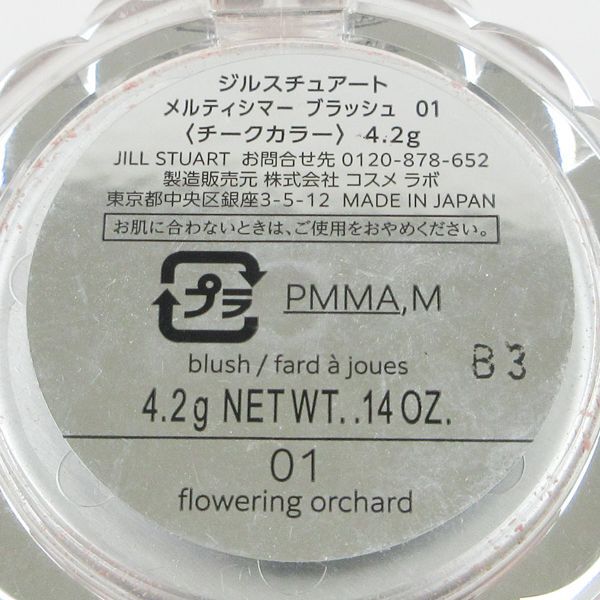 ジルスチュアート
メルティシマー ブラッシュ 01
〈チークカラー〉 4.2g
JILL STUART お問合せ先 0120-878-652
製造販売元 株式会社 コスメ ラボ
東京都中央区銀座3-5-12 MADE IN JAPAN
お肌に合わないときは、ご使用をおやめください。
プラ PMMA,M
blush / fard à joues
B3
4.2g NET WT. .14 OZ.
01
flowering orchard